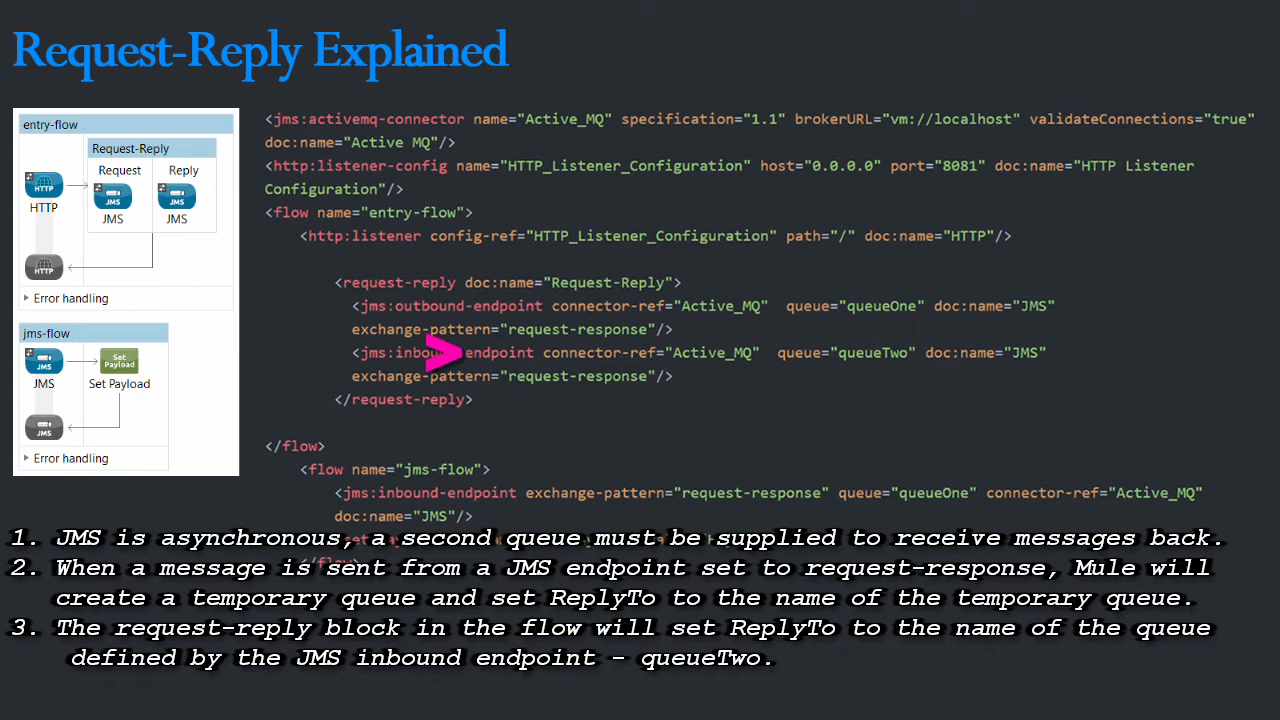 Request-Reply Explained
entry-flow
Request-Reply
Request Reply
HTTP
JMS
JMS
HTTP
JMS
JMS
HTTP
Error handling
jms-flow
JMS
Set
Payload
JMS
Set Payload
JMS
Error handling
<jms:activemq-connector name="Active_MQ" specification="1.1" brokerURL="vm://localhost" validateConnections="true"
doc:name="Active MQ"/>
<http:listener-config name="HTTP_Listener_Configuration" host="0.0.0.0" port="8081" doc:name="HTTP Listener
Configuration"/>
<flow name="entry-flow">
<http:listener config-ref="HTTP_Listener_Configuration" path="/" doc:name="HTTP"/>
<request-reply doc:name="Request-Reply">
<jms:outbound-endpoint connector-ref="Active_MQ" queue="queueOne" doc:name="JMS"
exchange-pattern="request-response"/>
<jms:inbound-endpoint connector-ref="Active_MQ" queue="queueTwo" doc:name="JMS"
exchange-pattern="request-response"/>
</request-reply>
</flow>
<flow name="jms-flow">
<jms:inbound-endpoint exchange-pattern="request-response" queue="queueOne" connector-ref="Active_MQ"
doc:name="JMS"/>
</flow>
1. JMS is asynchronous, a second queue must be supplied to receive messages back.
2. When a message is sent from a JMS endpoint set to request-response, Mule will
create a temporary queue and set ReplyTo to the name of the temporary queue.
3. The request-reply block in the flow will set ReplyTo to the name of the queue
defined by the JMS inbound endpoint - queueTwo.